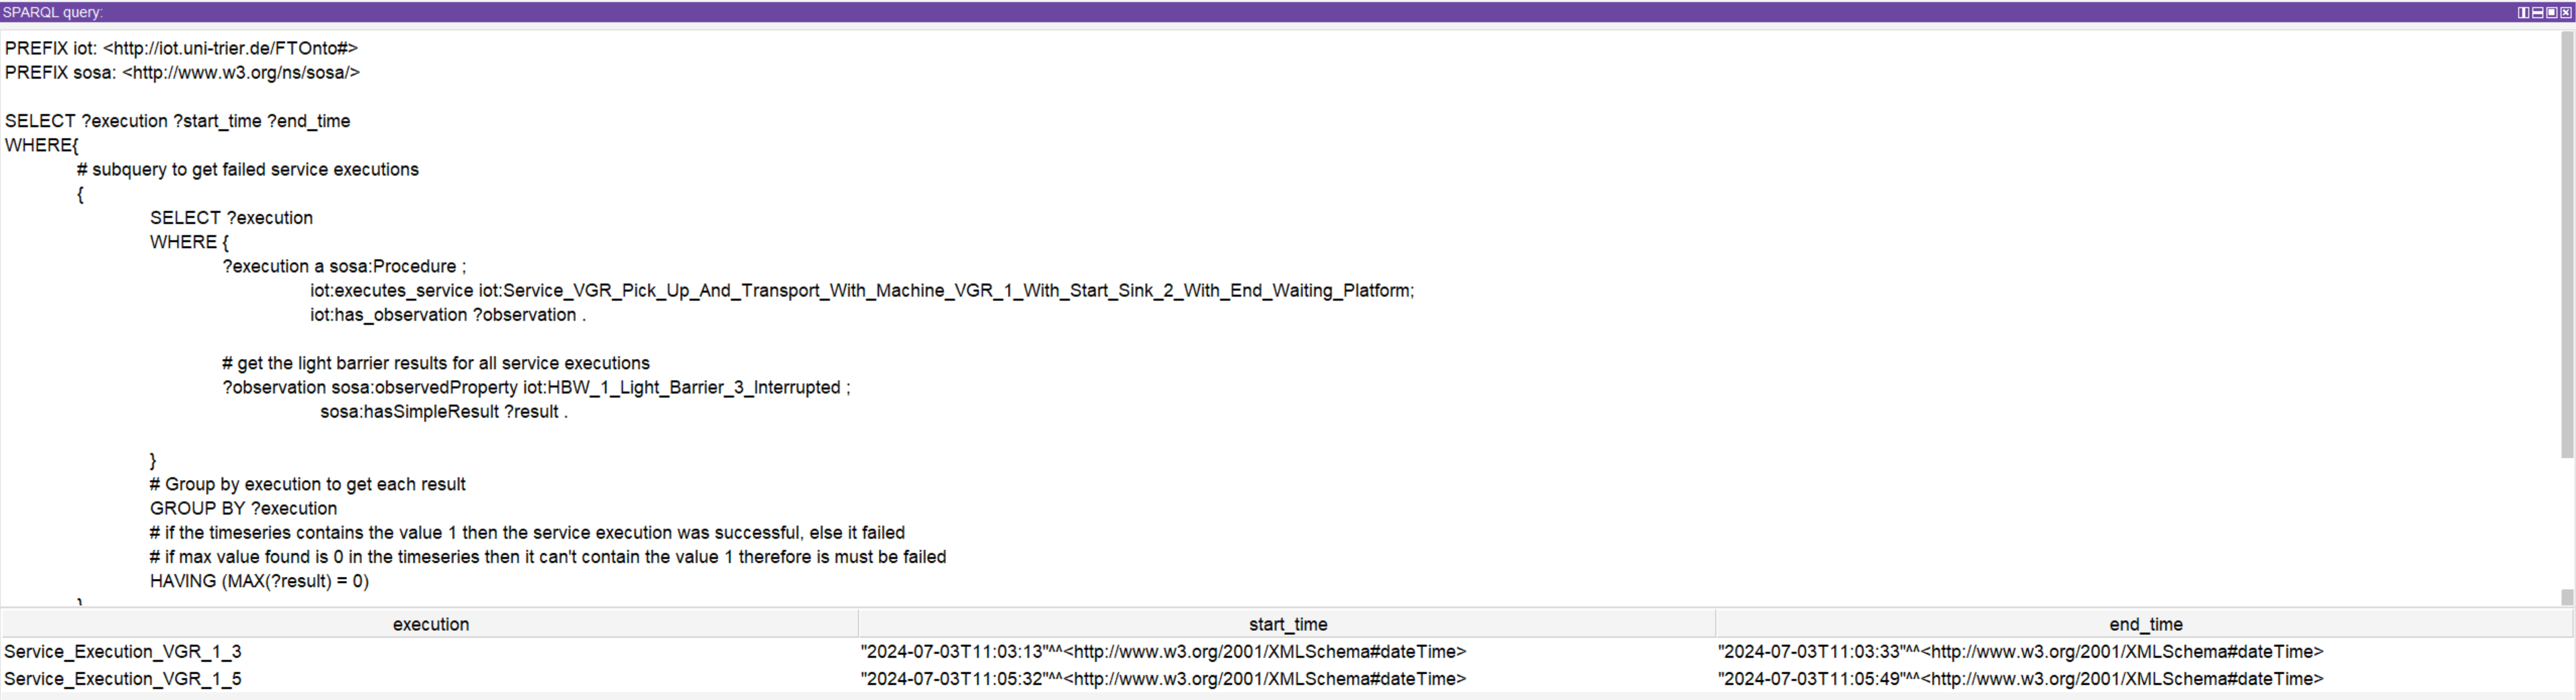 SPARQL query:
PREFIX iot: <http://iot.uni-trier.de/FTOnto#>
PREFIX sosa: <http://www.w3.org/ns/sosa/>
SELECT ?execution ?start_time ?end_time
WHERE{
# subquery to get failed service executions
{
SELECT ?execution
WHERE {
?execution a sosa:Procedure ;
iot:executes_service iot:Service_VGR_Pick_Up_And_Transport_With_Machine_VGR_1_With_Start_Sink_2_With_End_Waiting_Platform;
iot:has_observation ?observation .
# get the light barrier results for all service executions
?observation sosa:observedProperty iot:HBW_1_Light_Barrier_3_Interrupted ;
sosa:hasSimpleResult ?result .
}
# Group by execution to get each result
GROUP BY ?execution
# if the timeseries contains the value 1 then the service execution was successful, else it failed
# if max value found is 0 in the timeseries then it can't contain the value 1 therefore is must be failed
HAVING (MAX(?result) = 0)
}
execution start_time end_time
Service_Execution_VGR_1_3 "2024-07-03T11:03:13"^^<http://www.w3.org/2001/XMLSchema#dateTime> "2024-07-03T11:03:33"^^<http://www.w3.org/2001/XMLSchema#dateTime>
Service_Execution_VGR_1_5 "2024-07-03T11:05:32"^^<http://www.w3.org/2001/XMLSchema#dateTime> "2024-07-03T11:05:49"^^<http://www.w3.org/2001/XMLSchema#dateTime>